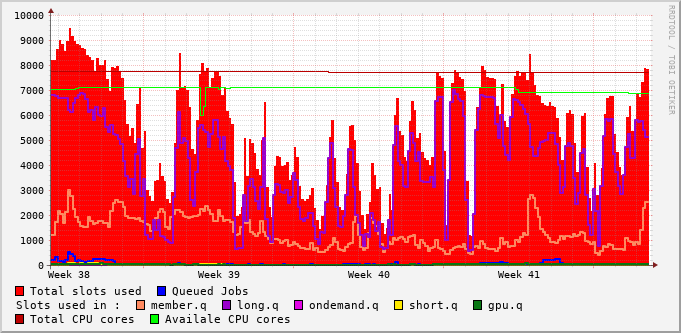 10000
9000
8000
7000
6000
5000
4000
3000
2000
1000
0
Week 38 Week 39 Week 40 Week 41
Total slots used Queued Jobs
Slots used in : member.q long.q ondemand.q short.q gpu.q
Total CPU cores Availale CPU cores
RRDTOOL / TOBI OETIKER